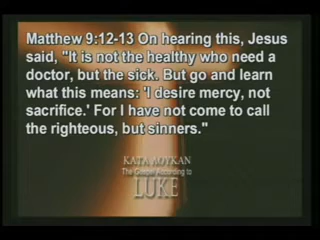 Matthew 9:12-13 On hearing this, Jesus
said, "It is not the healthy who need a
doctor, but the sick. But go and learn
what this means: 'I desire mercy, not
sacrifice.' For I have not come to call
the righteous, but sinners."
ΚΑΤΑ ΛΟΥΚΑΝ
The Gospel According to
LUKE